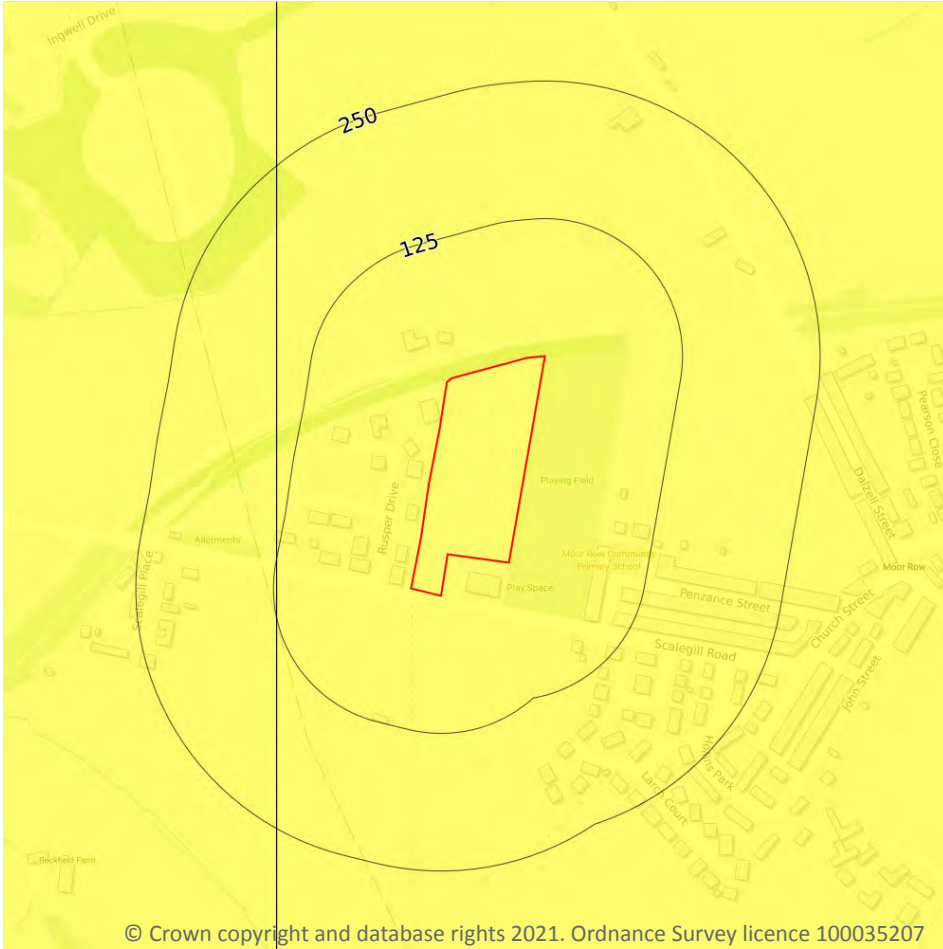 Ingwell Drive
250
125
Pearson Close
Dalzell Street
Playing Field
Rusper Drive
Allotments
Moor Row Community
Primary School
Moor Row
Scalegill Place
Play Space
Penzance Street
Church Street
Scalegill Road
John Street
Hollins Park
Larch Court
Beckfield Farm
© Crown copyright and database rights 2021. Ordnance Survey licence 100035207